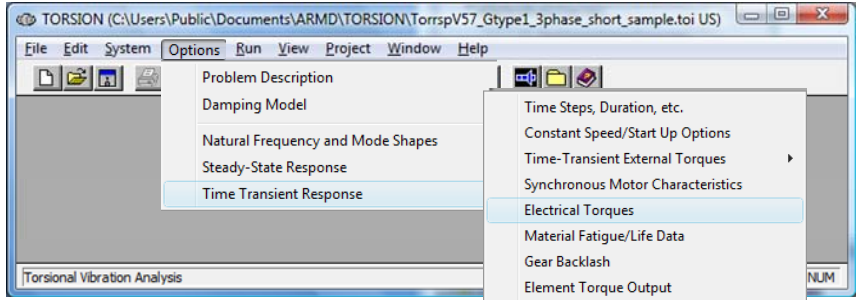 TORSION (C:\Users\Public\Documents\ARMD\TORSION\TorrspV57_Gtype1_3phase_short_sample.toi US)
File Edit System Options Run View Project Window Help
Problem Description
Damping Model
Natural Frequency and Mode Shapes
Steady-State Response
Time Transient Response
Time Steps, Duration, etc.
Constant Speed/Start Up Options
Time-Transient External Torques
Synchronous Motor Characteristics
Electrical Torques
Material Fatigue/Life Data
Gear Backlash
Element Torque Output
Torsional Vibration Analysis
NUM